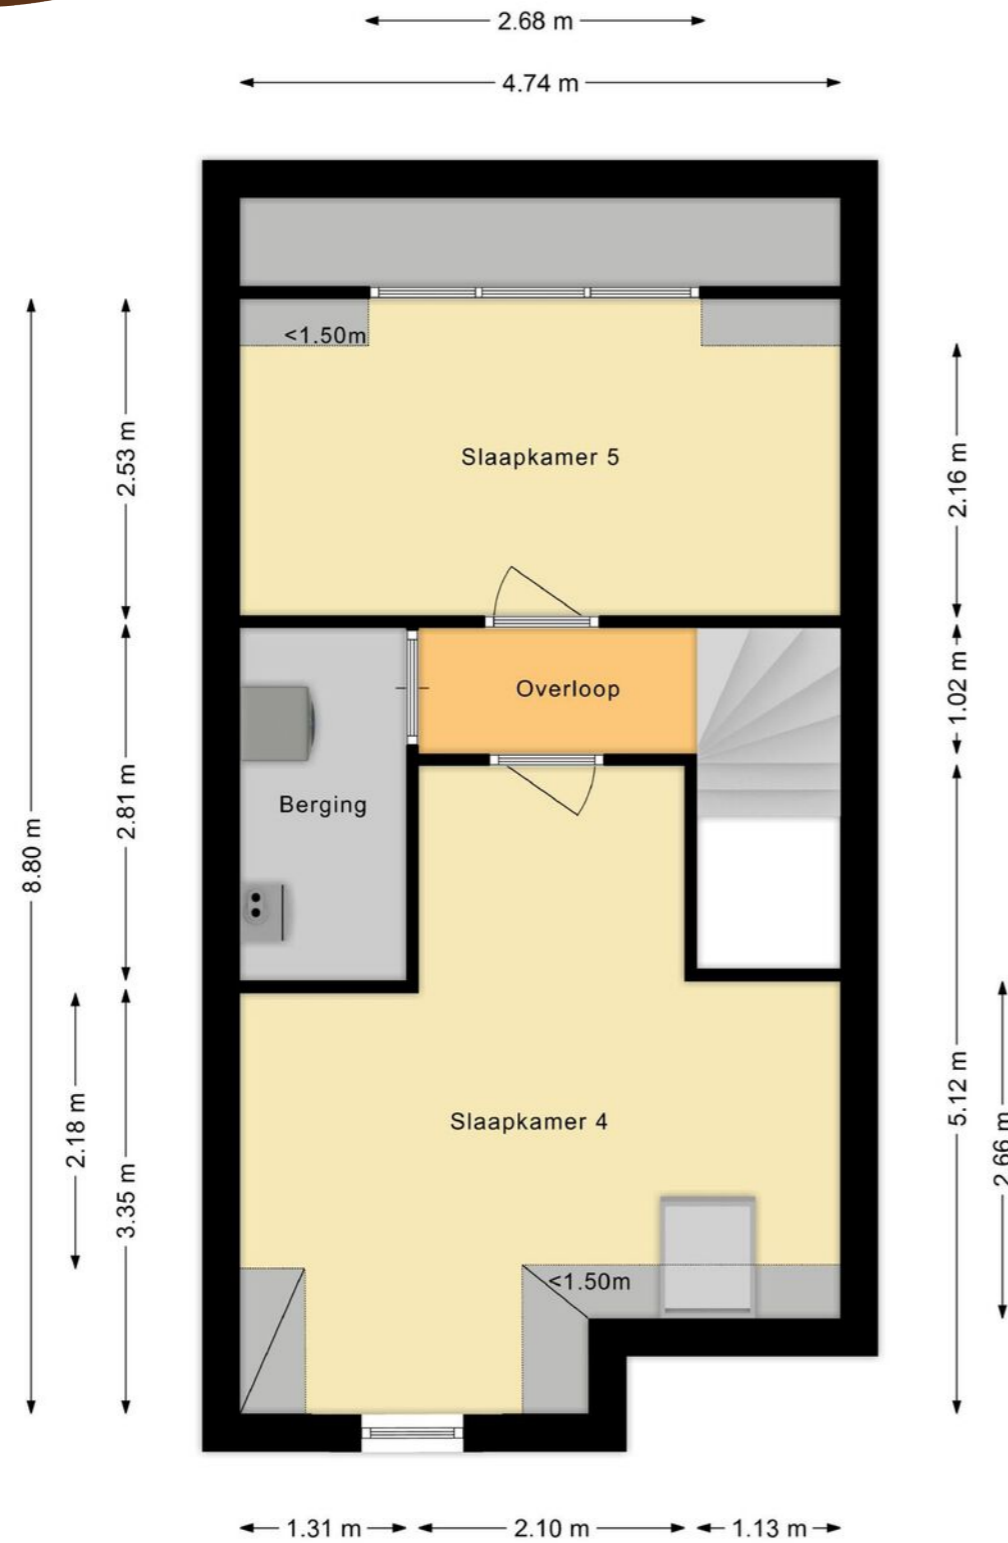 2.68 m
4.74 m
<1.50m
Slaapkamer 5
2.53 m
2.16 m
Overloop
1.02 m
Berging
2.81 m
8.80 m
Slaapkamer 4
2.18 m
3.35 m
5.12 m
2.66 m
<1.50m
1.31 m
2.10 m
1.13 m